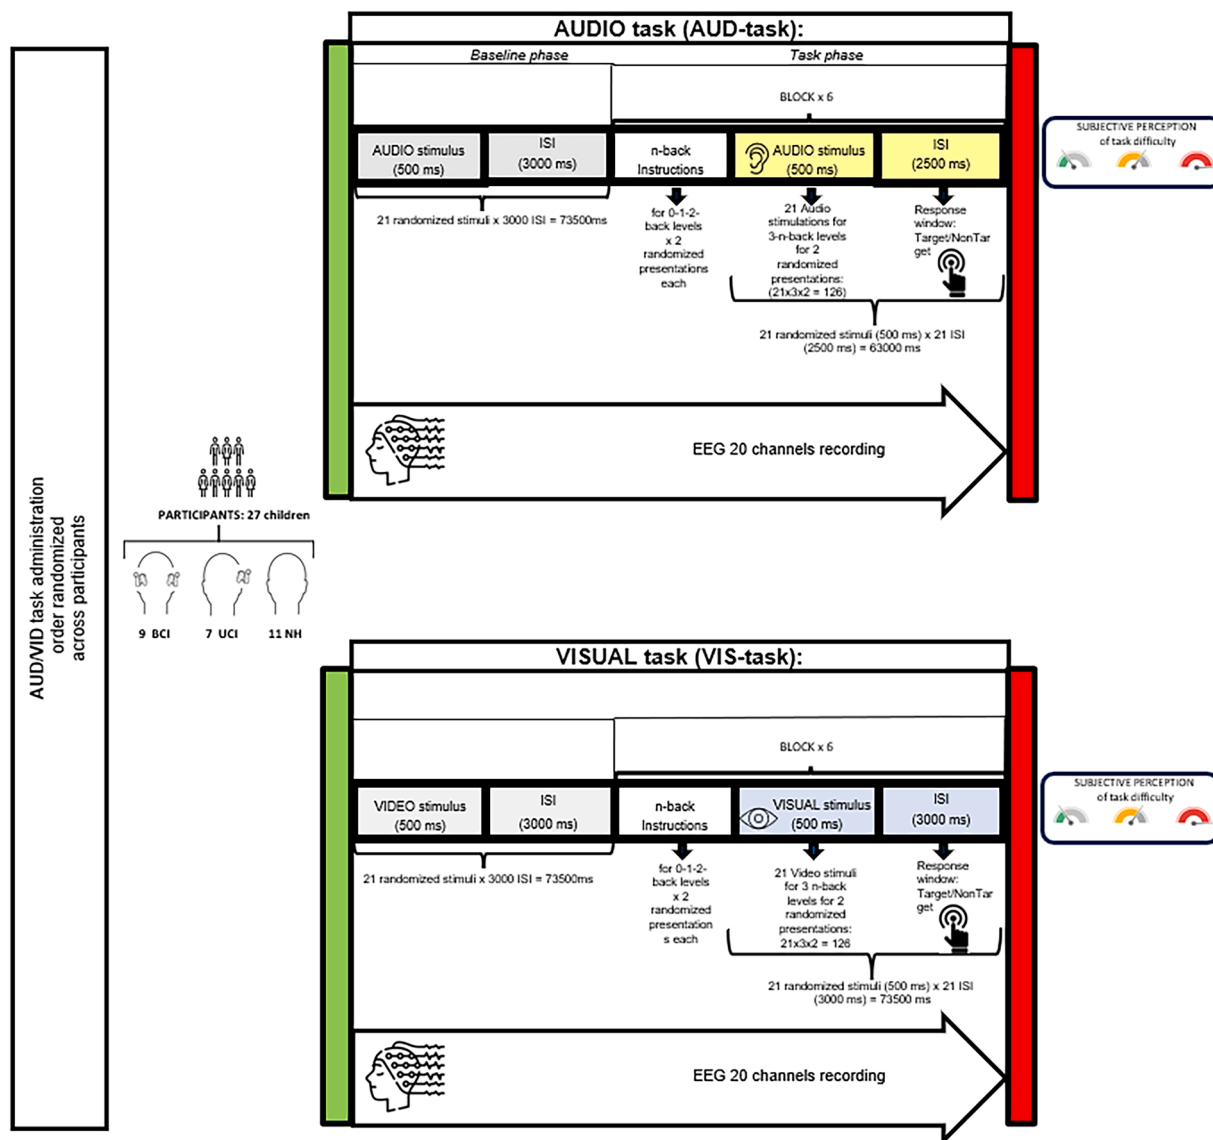 AUD/VID task administration
order randomized
across participants
PARTICIPANTS: 27 children
9 BCI
7 UCI
11 NH
AUDIO task (AUD-task):
Baseline phase
Task phase
BLOCK x 6
AUDIO stimulus
(500 ms)
ISI
(3000 ms)
n-back
Instructions
AUDIO stimulus
(500 ms)
ISI
(2500 ms)
21 randomized stimuli x 3000 ISI = 73500ms
for 0-1-2-
back levels
x 2
randomized
presentations
each
21 Audio
stimulations for
3-n-back levels
for 2
randomized
presentations:
(21x3x2 = 126)
Response
window:
Target/NonTar
get
21 randomized stimuli (500 ms) x 21 ISI
(2500 ms) = 63000 ms
EEG 20 channels recording
SUBJECTIVE PERCEPTION
of task difficulty
VISUAL task (VIS-task):
BLOCK x 6
VIDEO stimulus
(500 ms)
ISI
(3000 ms)
n-back
Instructions
VISUAL stimulus
(500 ms)
ISI
(3000 ms)
21 randomized stimuli x 3000 ISI = 73500ms
for 0-1-2-
back levels
x 2
randomized
presentation
s each
21 Video stimuli
for 3 n-back
levels for 2
randomized
presentations:
21x3x2 = 126
Response
window:
Target/NonTar
get
21 randomized stimuli (500 ms) x 21 ISI
(3000 ms) = 73500 ms
EEG 20 channels recording
SUBJECTIVE PERCEPTION
of task difficulty